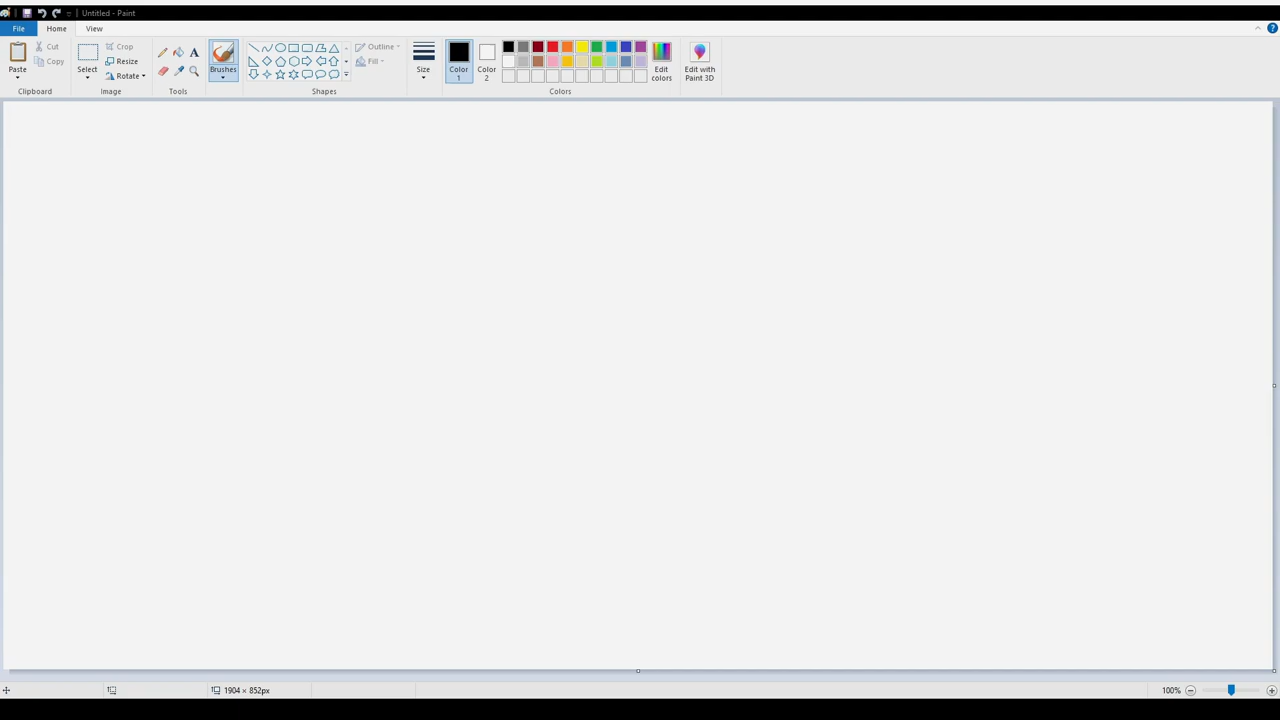 Untitled - Paint
File Home View
Paste
Cut
Copy
Clipboard
Select
Crop
Resize
Rotate
Image
A
Tools
Brushes
Outline
Fill
Shapes
Size
Color
1
Color
2
Edit
colors
Colors
Edit with
Paint 3D
1904 × 852px
100%